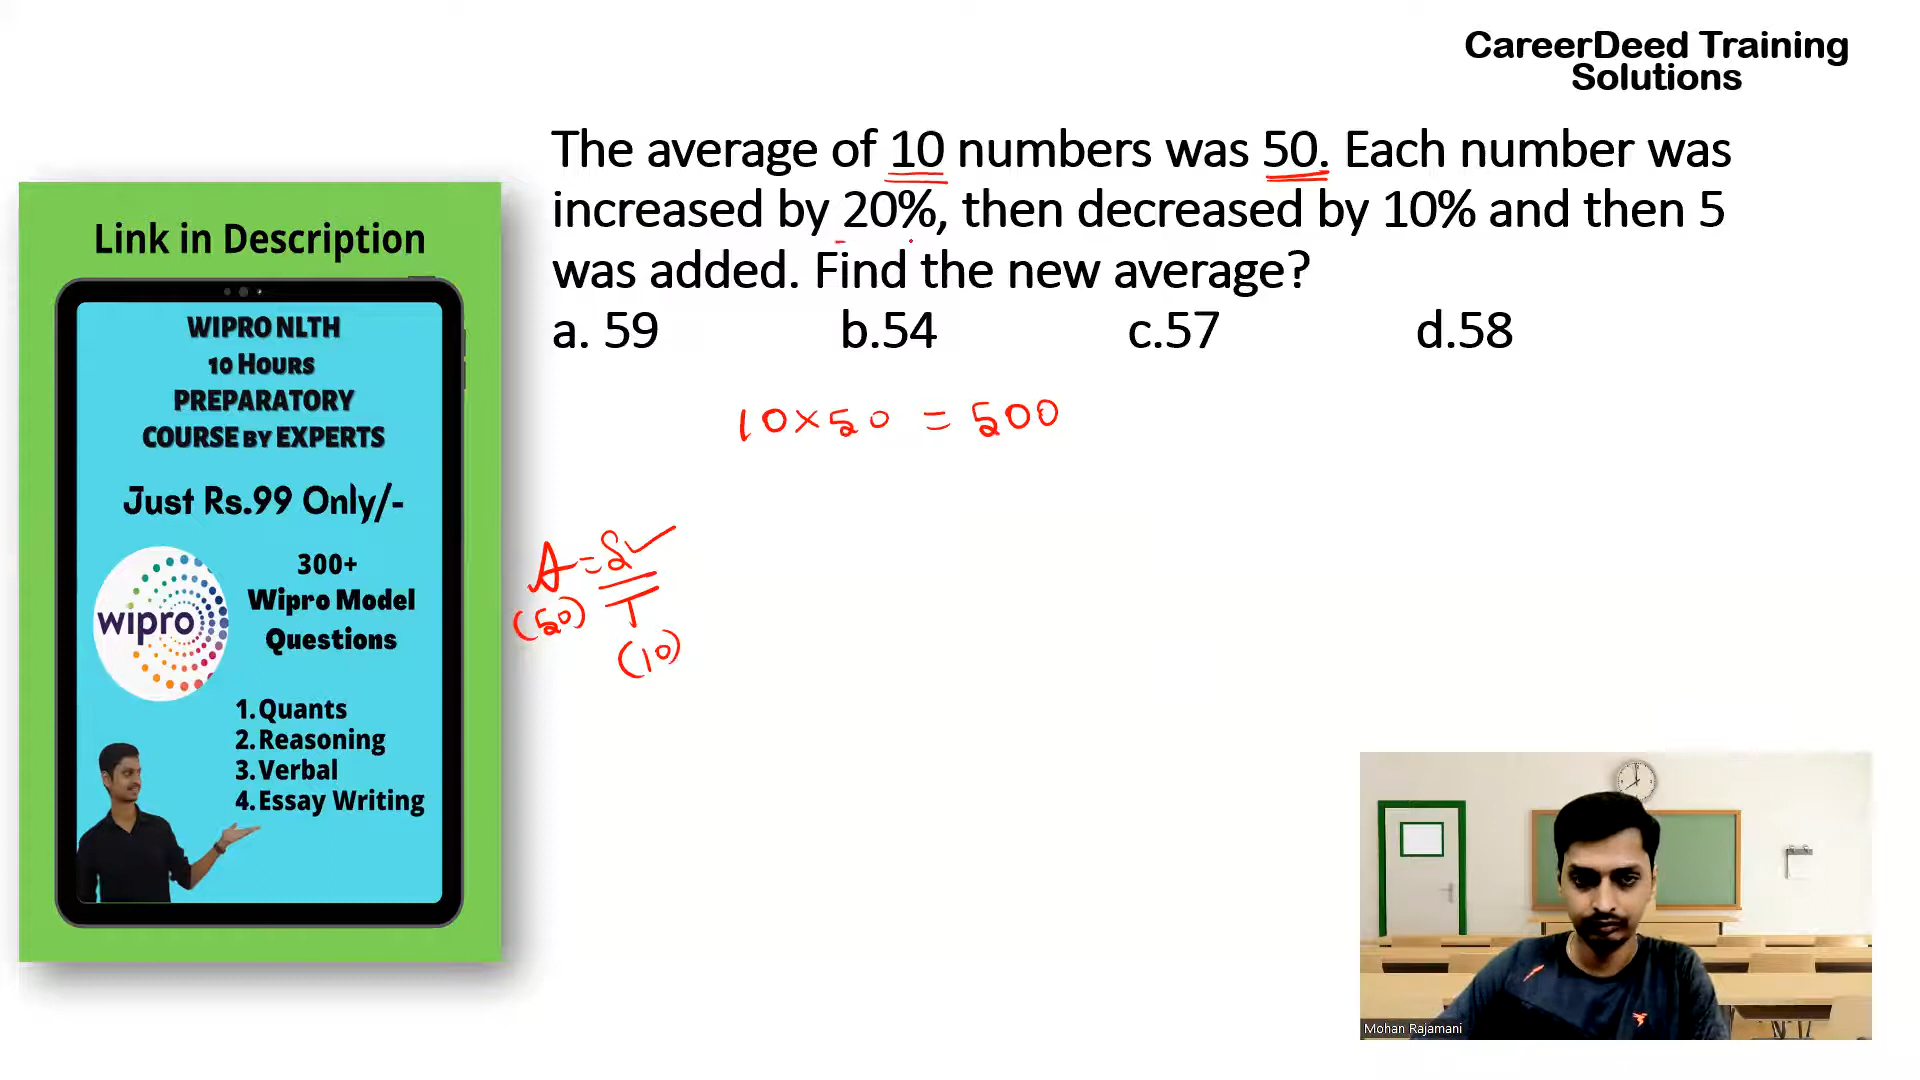 CareerDeed Training
Solutions
The average of 10 numbers was 50. Each number was
increased by 20%, then decreased by 10% and then 5
was added. Find the new average?
a. 59 b.54 c.57 d.58
10 × 50 = 500
A = S
T
(50)
(10)
Link in Description
WIPRO NLTH
10 HOURS
PREPARATORY
COURSE BY EXPERTS
Just Rs.99 Only/-
300+
Wipro Model
Questions
wipro
1.Quants
2.Reasoning
3.Verbal
4.Essay Writing
Mohan Rajamani